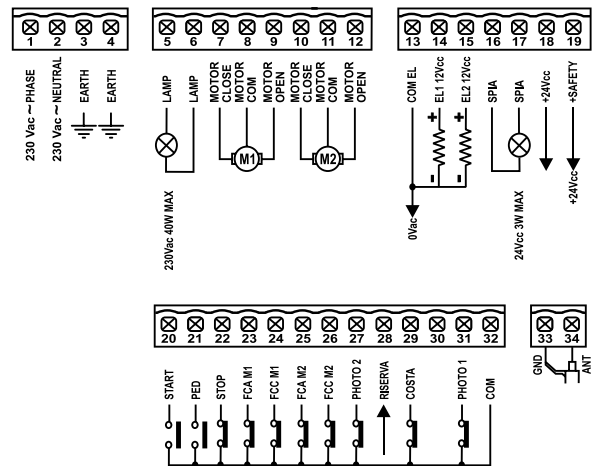 1 2 3 4
230 Vac ~ PHASE
230 Vac ~ NEUTRAL
EARTH
EARTH
5 6 7 8 9 10 11 12
LAMP
LAMP
MOTOR CLOSE
MOTOR COM
MOTOR OPEN
MOTOR CLOSE
MOTOR COM
MOTOR OPEN
M1
M2
230Vac 40W MAX
13 14 15 16 17 18 19
COM EL
EL1 12Vcc
EL2 12Vcc
SPIA
SPIA
+24Vcc
+SAFETY
+ +
- -
0Vac
24Vcc 3W MAX
+24Vcc
20 21 22 23 24 25 26 27 28 29 30 31 32
START
PED
STOP
FCA M1
FCC M1
FCA M2
FCC M2
PHOTO 2
RISERVA
COSTA
PHOTO 1
COM
33 34
GND
ANT